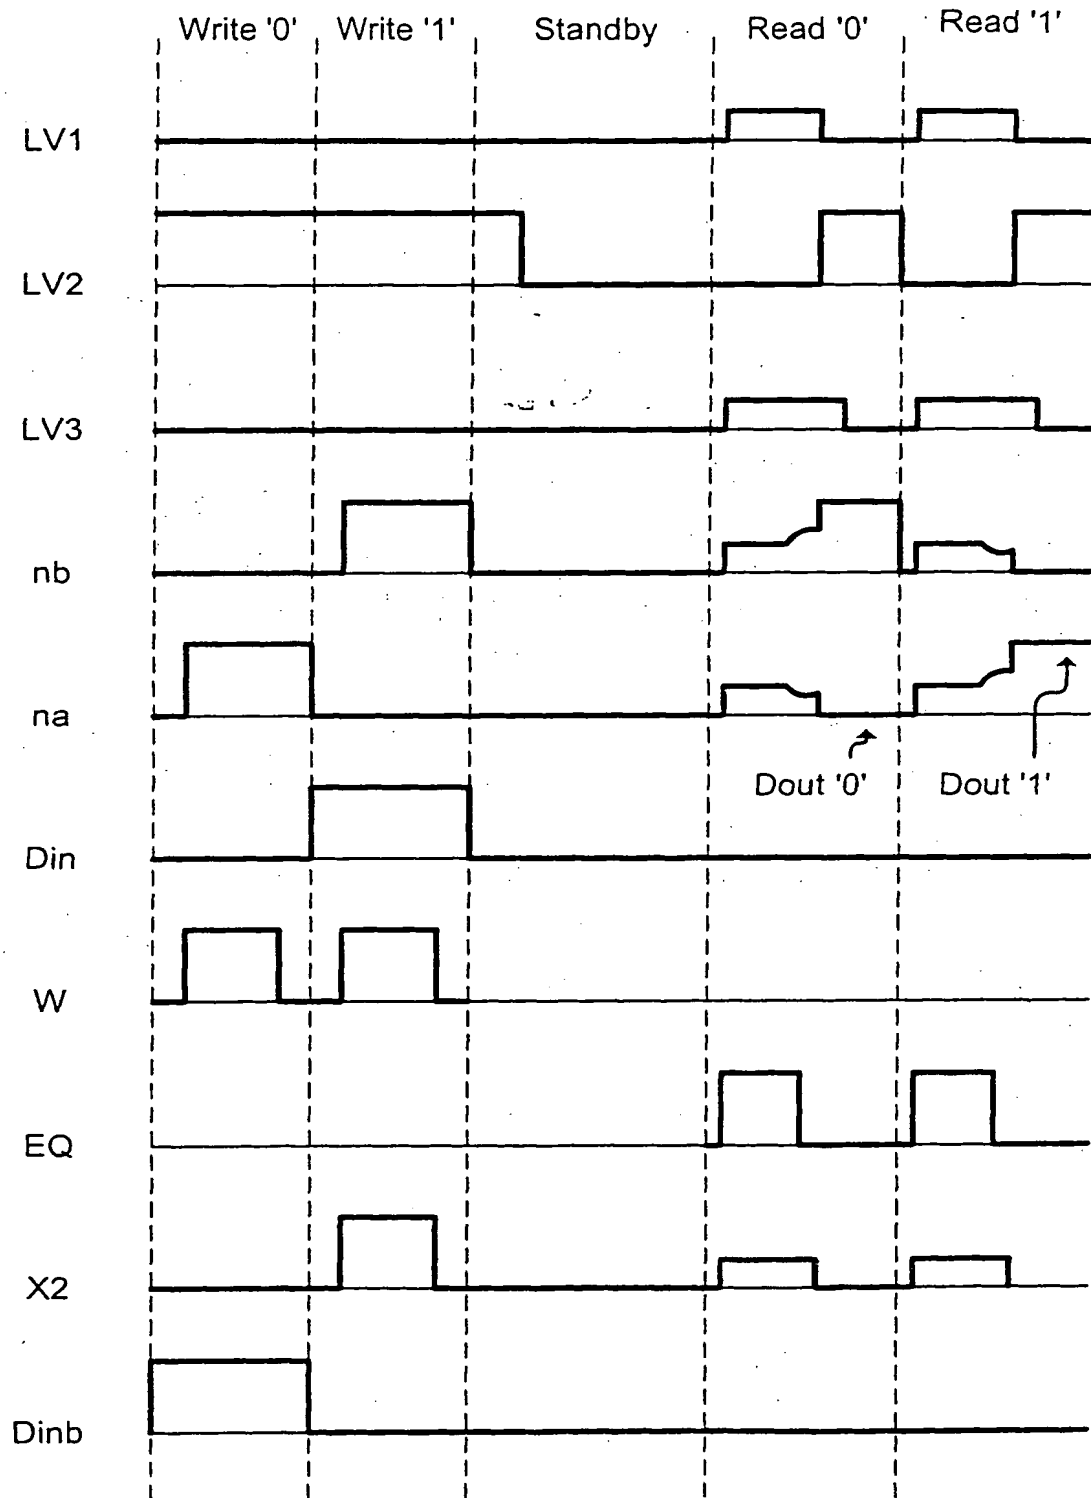 Write '0' Write '1' Standby Read '0' Read '1'
LV1
LV2
LV3
nb
na
Dout '0' Dout '1'
Din
W
EQ
X2
Dinb